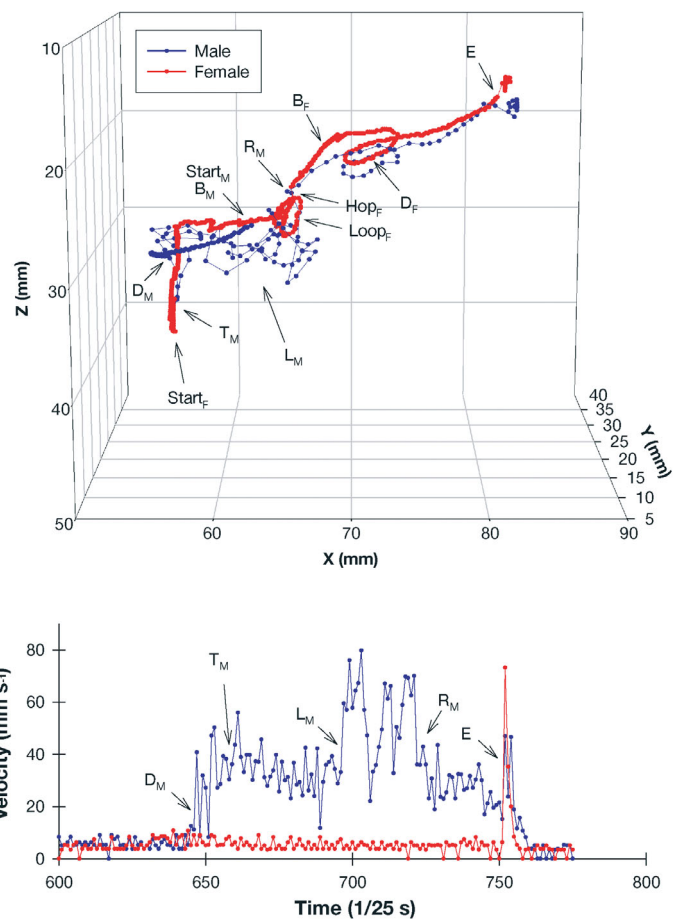 10
Male
Female
E
B_F
R_M
20
Start_M
B_M
Hop_F
D_F
Loop_F
Z (mm)
30
D_M
T_M
L_M
Start_F
40
40
35
30
25
20
15
10
5
Y (mm)
50
60
70
80
90
X (mm)
80
T_M
60
L_M
R_M
E
40
D_M
20
0
Velocity (mm s-1)
600
650
700
750
800
Time (1/25 s)